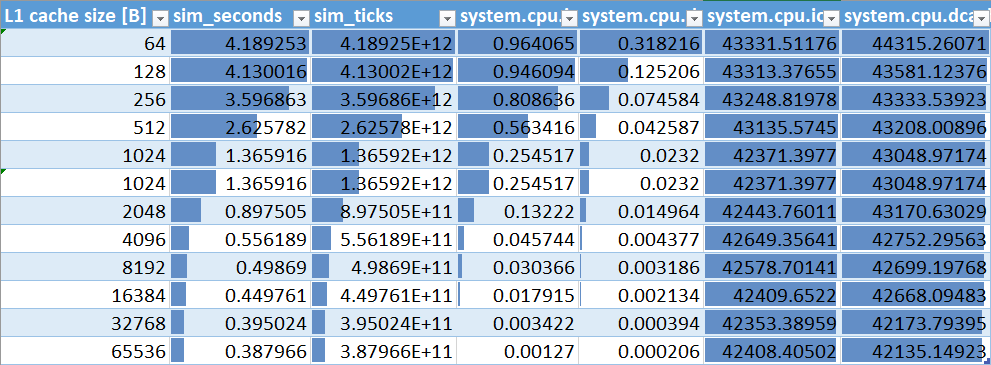 L1 cache size [B] sim_seconds sim_ticks system.cpu. system.cpu. system.cpu.ic system.cpu.dca
64 4.189253 4.18925E+12 0.964065 0.318216 43331.51176 44315.26071
128 4.130016 4.13002E+12 0.946094 0.125206 43313.37655 43581.12376
256 3.596863 3.59686E+12 0.808636 0.074584 43248.81978 43333.53923
512 2.625782 2.62578E+12 0.563416 0.042587 43135.5745 43208.00896
1024 1.365916 1.36592E+12 0.254517 0.0232 42371.3977 43048.97174
1024 1.365916 1.36592E+12 0.254517 0.0232 42371.3977 43048.97174
2048 0.897505 8.97505E+11 0.13222 0.014964 42443.76011 43170.63029
4096 0.556189 5.56189E+11 0.045744 0.004377 42649.35641 42752.29563
8192 0.49869 4.9869E+11 0.030366 0.003186 42578.70141 42699.19768
16384 0.449761 4.49761E+11 0.017915 0.002134 42409.6522 42668.09483
32768 0.395024 3.95024E+11 0.003422 0.000394 42353.38959 42173.79395
65536 0.387966 3.87966E+11 0.00127 0.000206 42408.40502 42135.14923